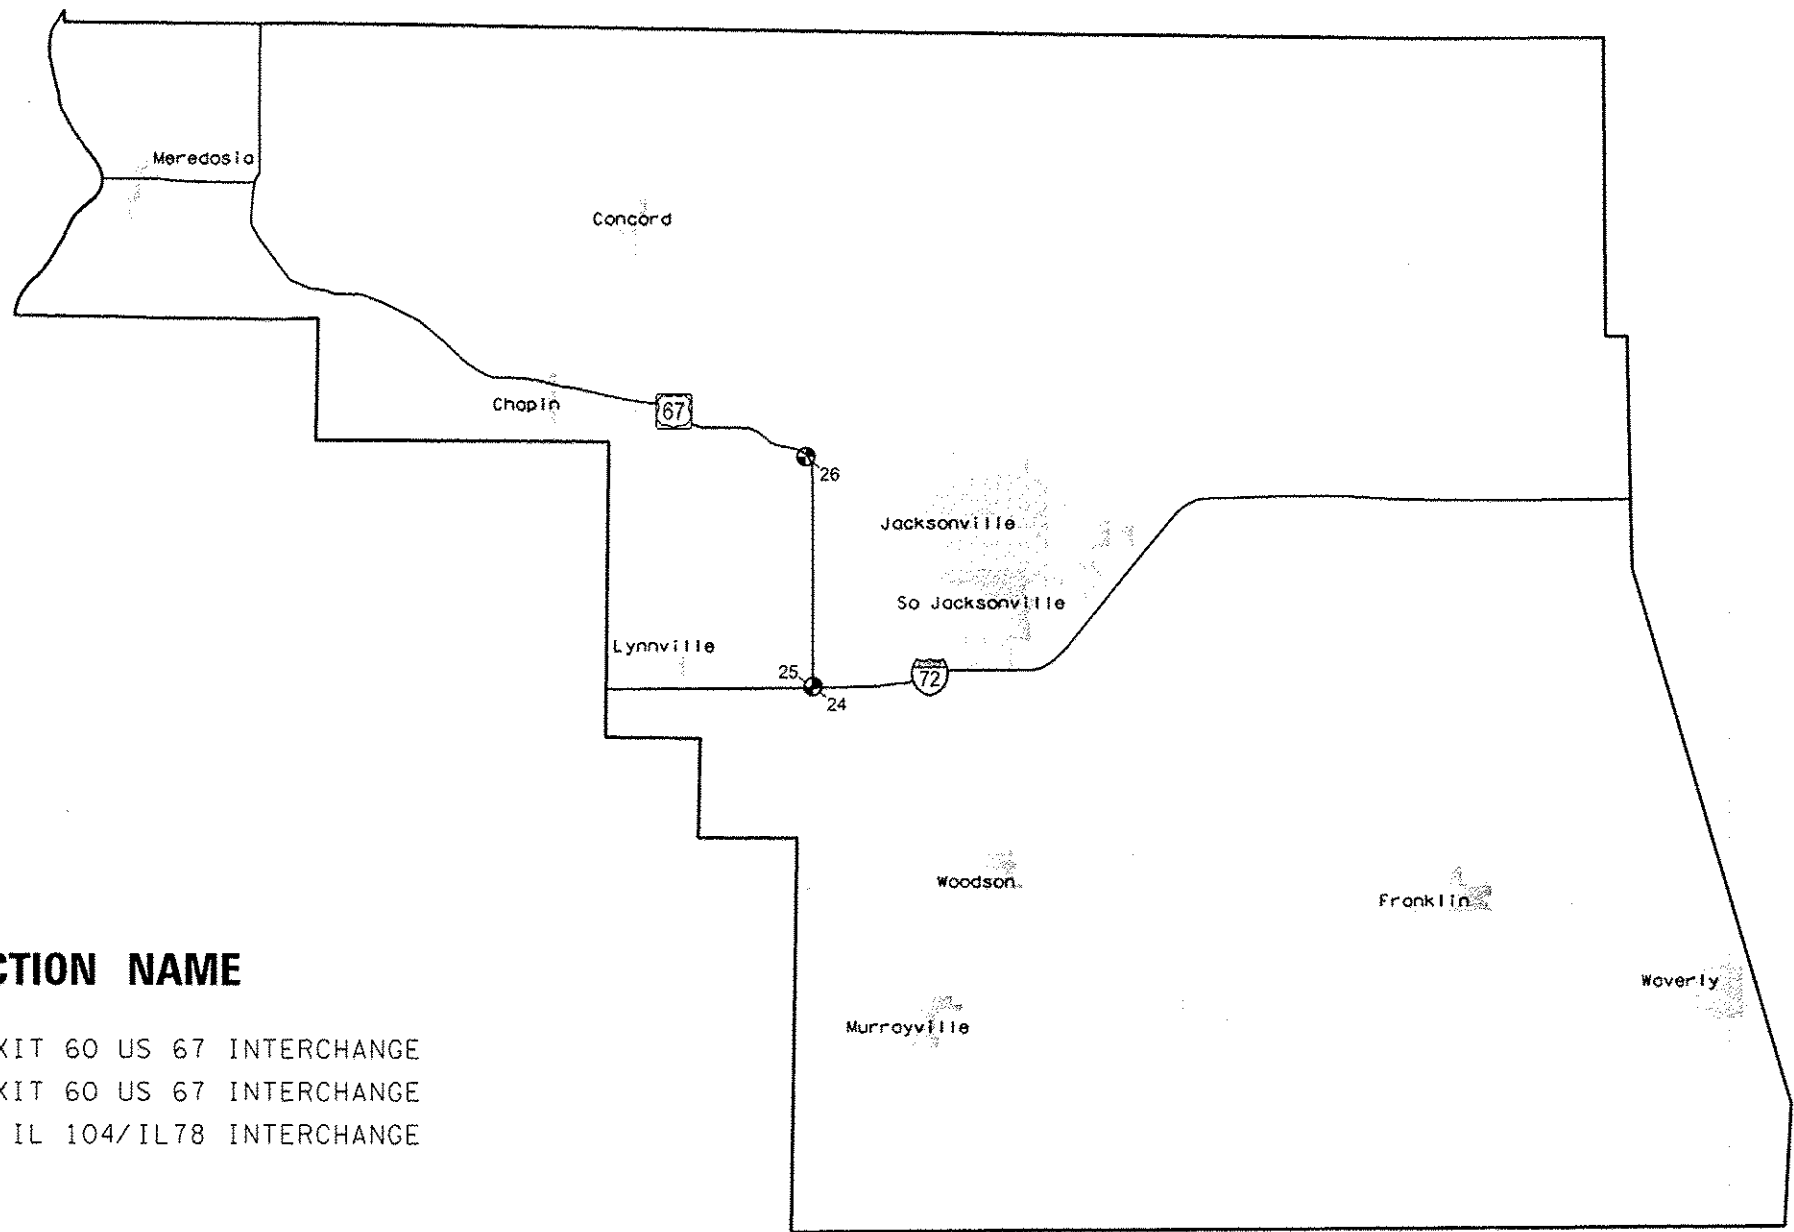 Meredosia
Concord
Chapin
67
26
Jacksonville
So Jacksonville
Lynnville
25
72
24
Woodson
Franklin
Waverly
Murrayville
CTION NAME
XIT 60 US 67 INTERCHANGE
XIT 60 US 67 INTERCHANGE
IL 104/IL78 INTERCHANGE